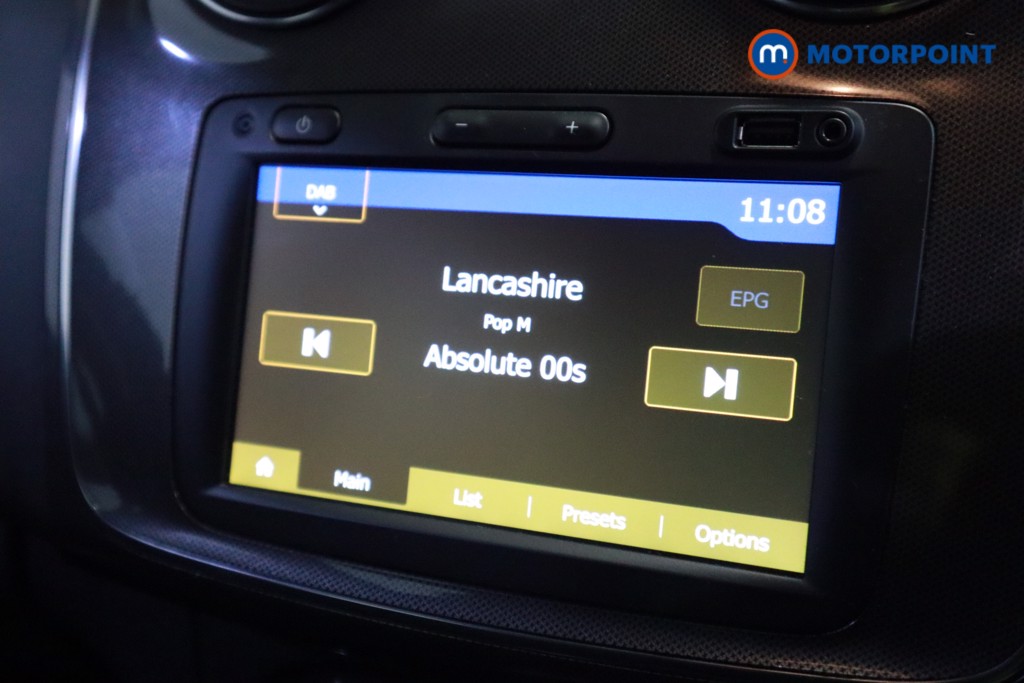 m MOTORPOINT
DAB
11:08
Lancashire
EPG
Pop M
Absolute 00s
Main
List
Presets
Options